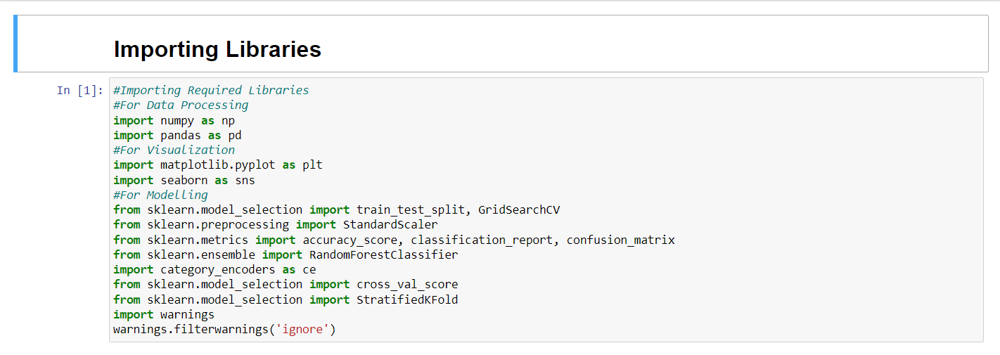 Importing Libraries
In [1]:
#Importing Required Libraries
#For Data Processing
import numpy as np
import pandas as pd
#For Visualization
import matplotlib.pyplot as plt
import seaborn as sns
#For Modelling
from sklearn.model_selection import train_test_split, GridSearchCV
from sklearn.preprocessing import StandardScaler
from sklearn.metrics import accuracy_score, classification_report, confusion_matrix
from sklearn.ensemble import RandomForestClassifier
import category_encoders as ce
from sklearn.model_selection import cross_val_score
from sklearn.model_selection import StratifiedKFold
import warnings
warnings.filterwarnings('ignore')